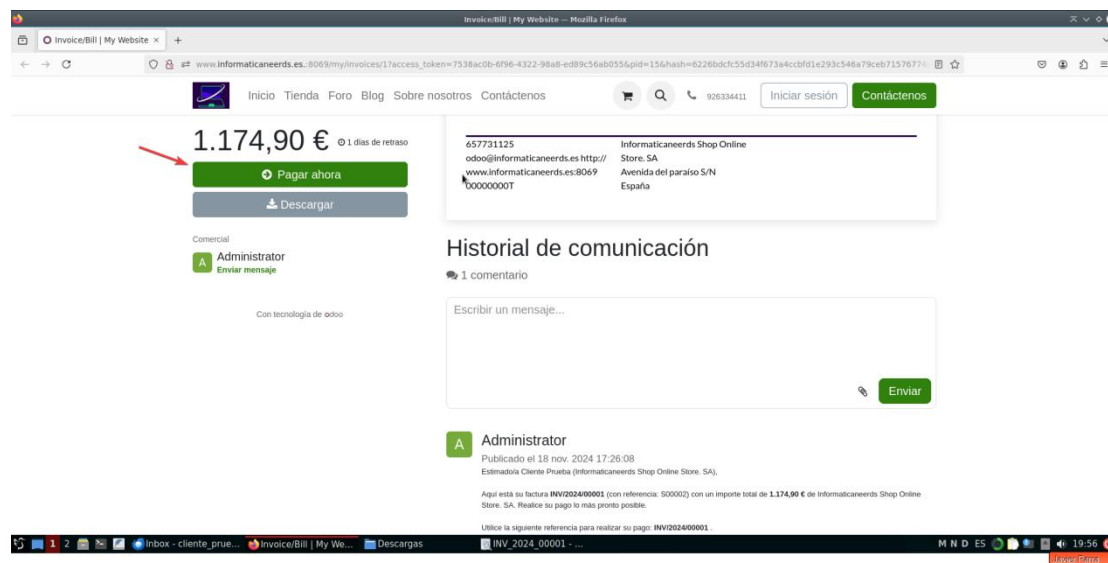 Invoice/Bill | My Website — Mozilla Firefox
Invoice/Bill | My Website × +
www.informaticaneerds.es:8069/my/invoices/1?access_token=7538ac0b-6f96-4322-98a8-ed89c56ab055&pid=15&hash=6226bdcfc55d34f673a4ccbfd1e293c546a79ceb7157677
Inicio Tienda Foro Blog Sobre nosotros Contáctenos 926334411 Iniciar sesión Contáctenos
1.174,90 € 1 días de retraso
Pagar ahora
Descargar
Comercial
A Administrator
Enviar mensaje
Con tecnología de odoo
657731125 Informaticaneerds Shop Online
odoo@informaticaneerds.es http:// Store. SA
www.informaticaneerds.es:8069 Avenida del paraiso S/N
00000000T España
Historial de comunicación
1 comentario
Escribir un mensaje...
Enviar
A Administrator
Publicado el 18 nov. 2024 17:26:08
Estimado/a Cliente Prueba (Informaticaneerds Shop Online Store. SA),
Aquí está su factura INV/2024/00001 (con referencia: S00002) con un importe total de 1.174,90 € de Informaticaneerds Shop Online
Store. SA. Realice su pago lo más pronto posible.
Utilice la siguiente referencia para realizar su pago: INV/2024/00001 .
1 2 Inbox - cliente_prue... Invoice/Bill | My We... Descargas INV_2024_00001 - ... M N D ES 19:56
Javier Parra